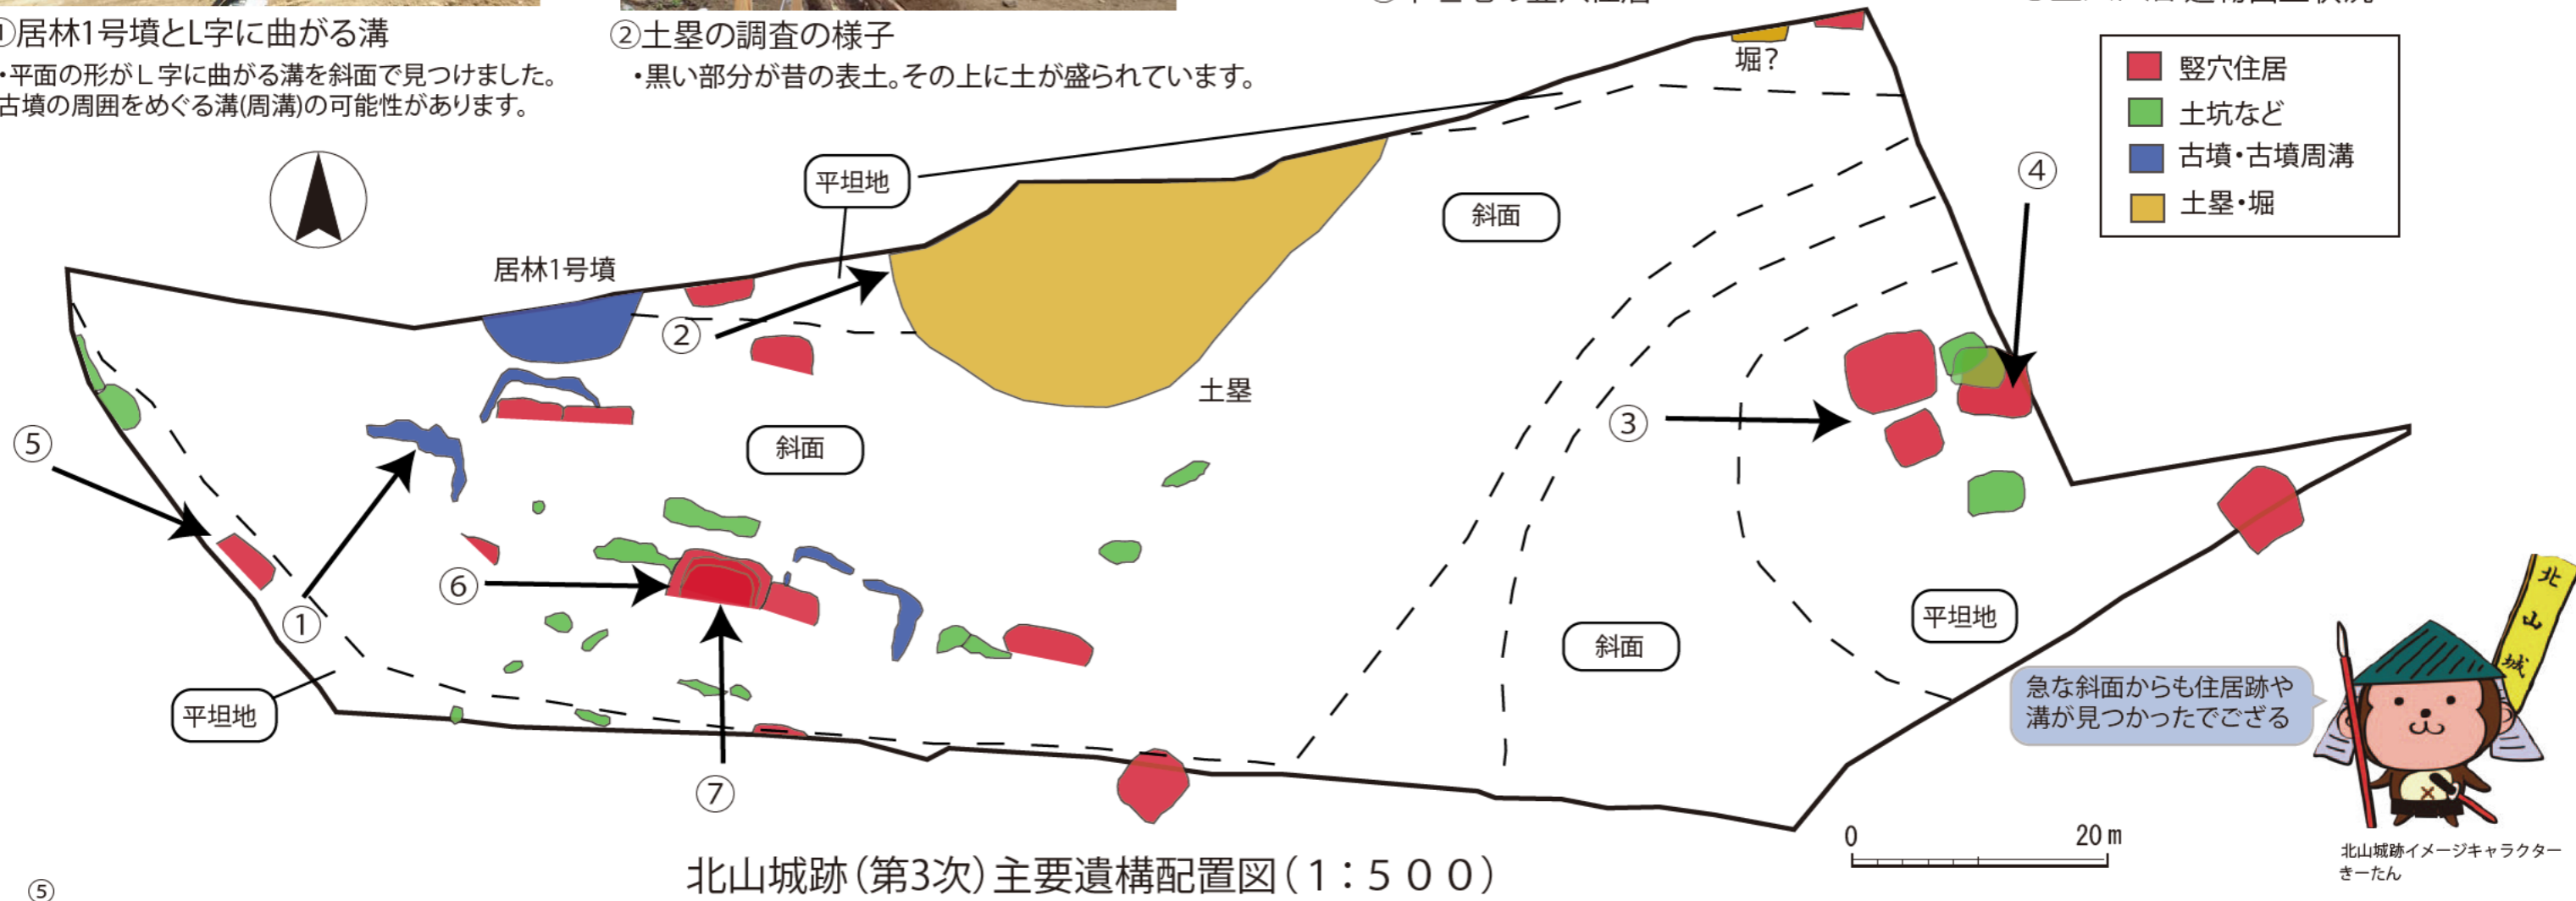 ①居林1号墳とL字に曲がる溝
・平面の形がL字に曲がる溝を斜面で見つけました。
古墳の周囲をめぐる溝(周溝)の可能性があります。
②土塁の調査の様子
・黒い部分が昔の表土。その上に土が盛られています。
竪穴住居
土坑など
古墳・古墳周溝
土塁・堀
堀?
平坦地
斜面
④
居林1号墳
②
土塁
③
⑤
斜面
⑥
①
平坦地
斜面
平坦地
⑦
急な斜面からも住居跡や
溝が見つかったでござる
北山城
0
20m
北山城跡イメージキャラクター
きーたん
北山城跡(第3次)主要遺構配置図(1:500)
⑤